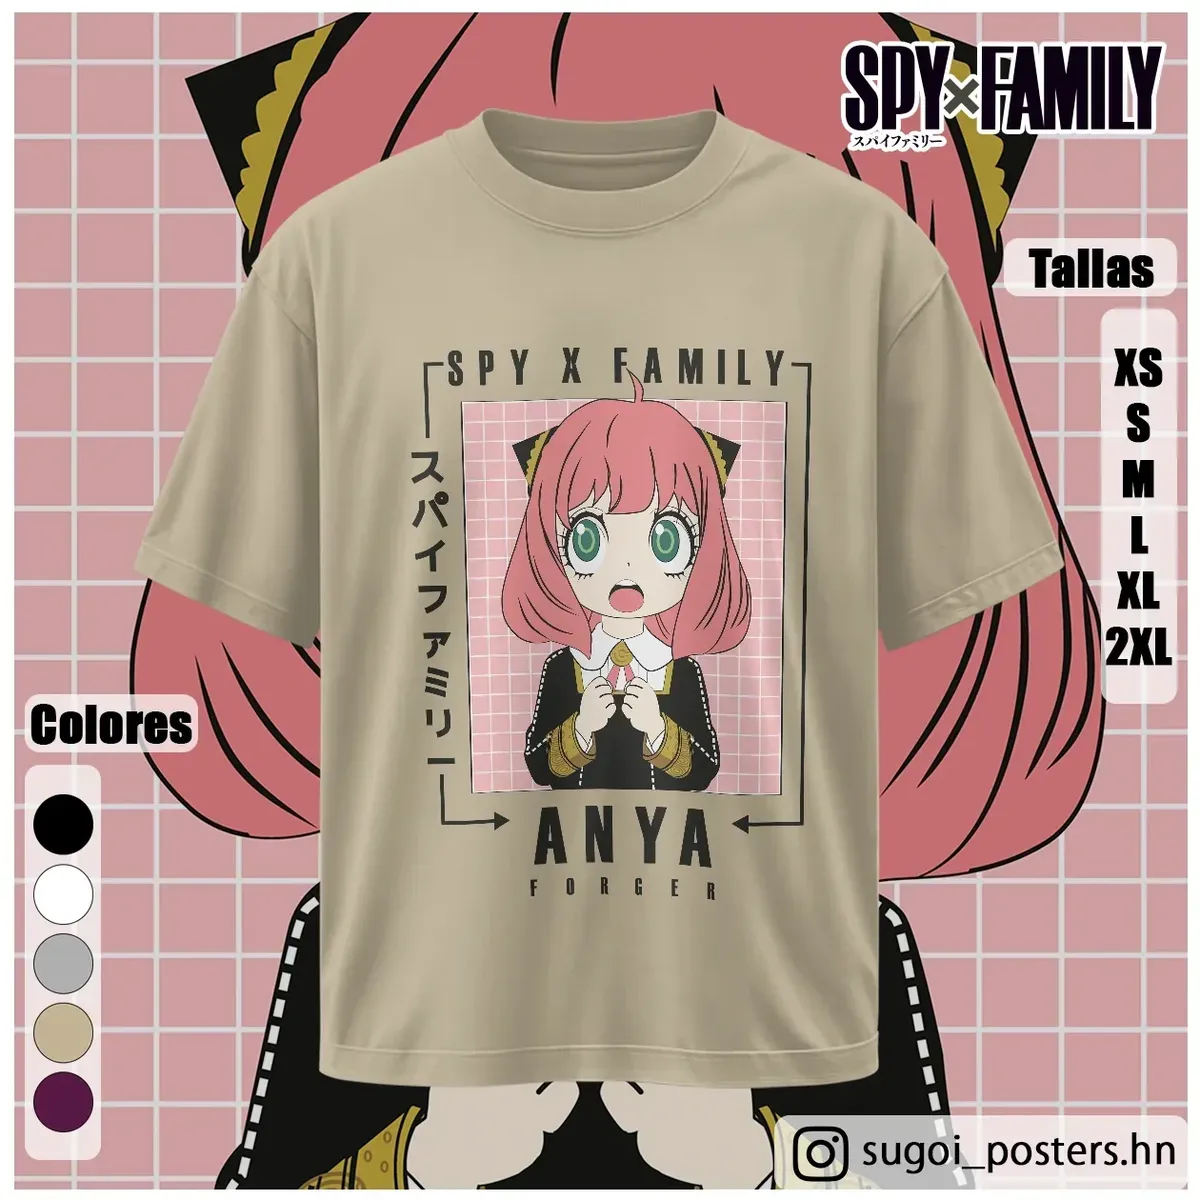 SPY×FAMILY
スパイファミリー
Tallas
XS
S
M
L
XL
2XL
SPY X FAMILY
スパイファミリー
ANYA
FORGER
Colores
sugoi_posters.hn